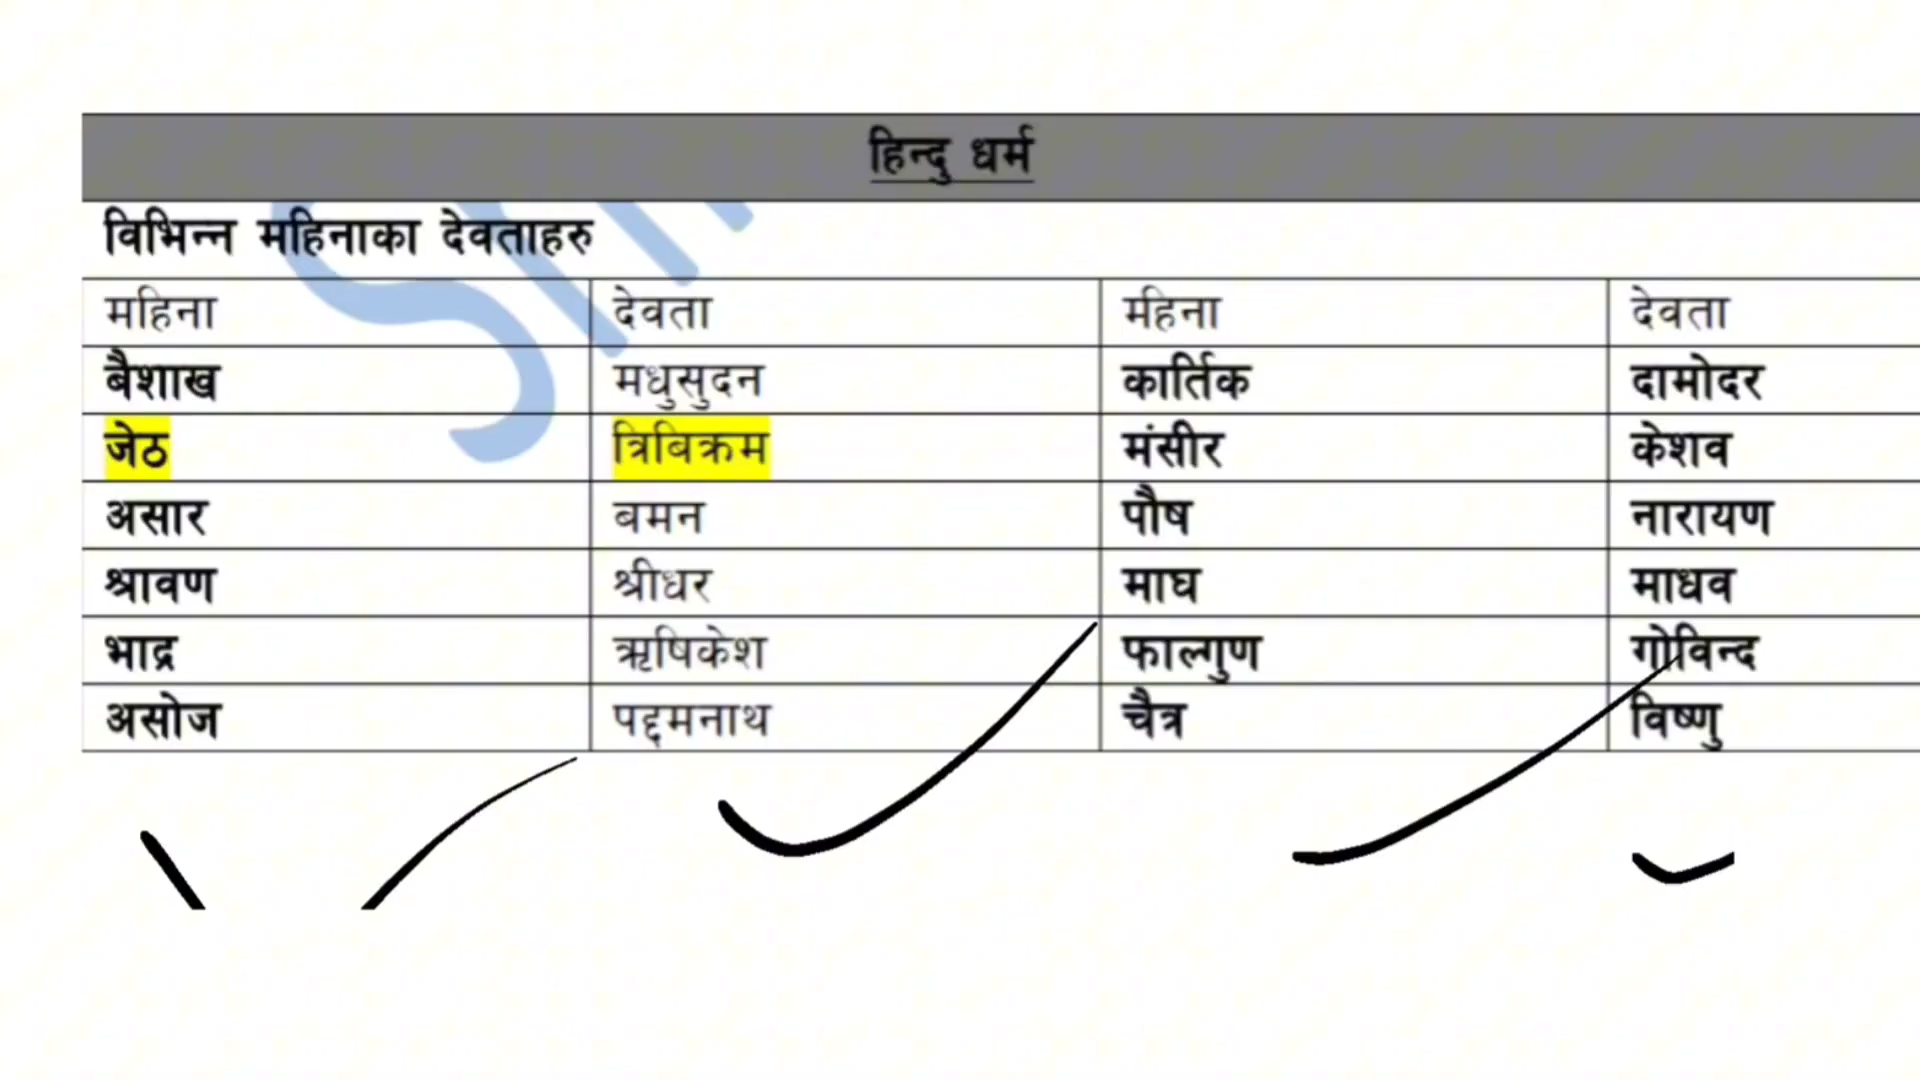 हिन्दु धर्म
विभिन्न महिनाका देवताहरु
महिना देवता महिना देवता
बैशाख मधुसुदन कार्तिक दामोदर
जेठ त्रिबिक्रम मंसीर केशव
असार बमन पौष नारायण
श्रावण श्रीधर माघ माधव
भाद्र ऋषिकेश फाल्गुण गोविन्द
असोज पद्दमनाथ चैत्र विष्णु